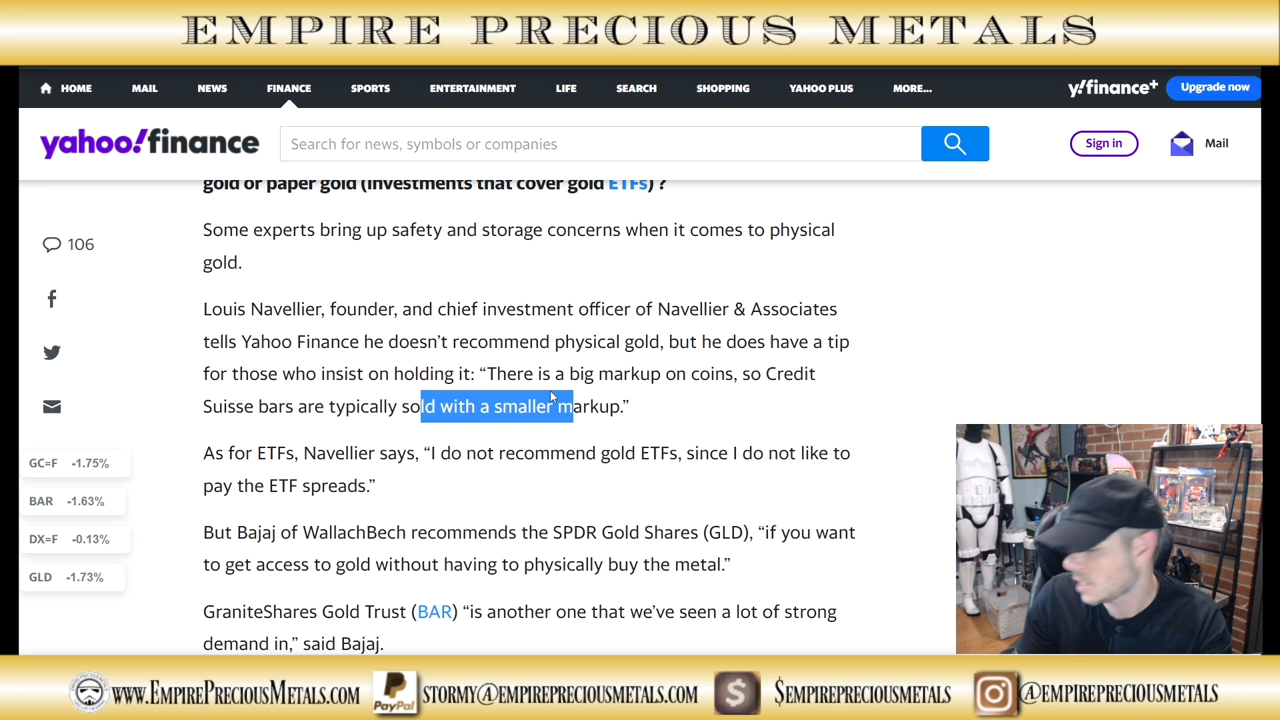 EMPIRE PRECIOUS METALS
HOME MAIL NEWS FINANCE SPORTS ENTERTAINMENT LIFE SEARCH SHOPPING YAHOO PLUS MORE... y!finance+ Upgrade now
yahoo!finance Search for news, symbols or companies Sign in Mail
gold or paper gold (investments that cover gold ETFs) ?
Some experts bring up safety and storage concerns when it comes to physical
gold.
106
Louis Navellier, founder, and chief investment officer of Navellier & Associates
tells Yahoo Finance he doesn’t recommend physical gold, but he does have a tip
for those who insist on holding it: “There is a big markup on coins, so Credit
Suisse bars are typically sold with a smaller markup.”
As for ETFs, Navellier says, “I do not recommend gold ETFs, since I do not like to
pay the ETF spreads.”
But Bajaj of WallachBech recommends the SPDR Gold Shares (GLD), “if you want
to get access to gold without having to physically buy the metal.”
GraniteShares Gold Trust (BAR) “is another one that we’ve seen a lot of strong
demand in,” said Bajaj.
GC=F -1.75%
BAR -1.63%
DX=F -0.13%
GLD -1.73%
www.EmpirePreciousMetals.com PayPal stormy@empirepreciousmetals.com $ $empirepreciousmetals @empirepreciousmetals